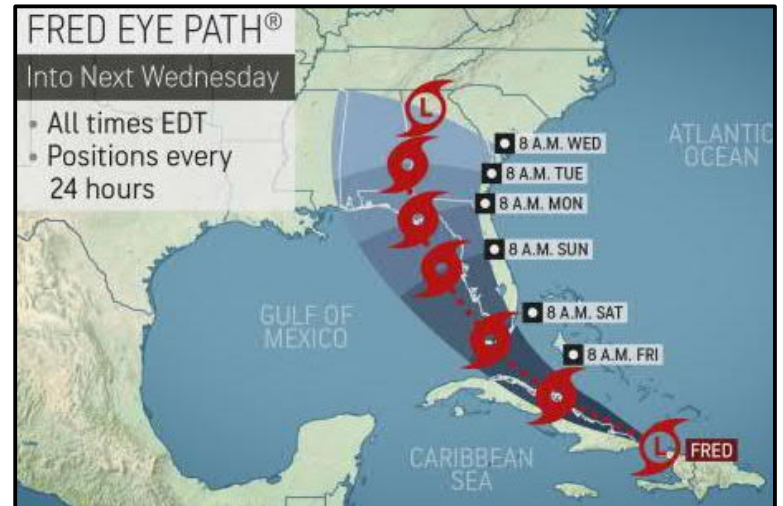 FRED EYE PATH®
Into Next Wednesday
• All times EDT
• Positions every
24 hours
L
8 A.M. WED
ATLANTIC
OCEAN
8 A.M. TUE
8 A.M. MON
8 A.M. SUN
GULF OF
MEXICO
8 A.M. SAT
8 A.M. FRI
CARIBBEAN
SEA
L
FRED